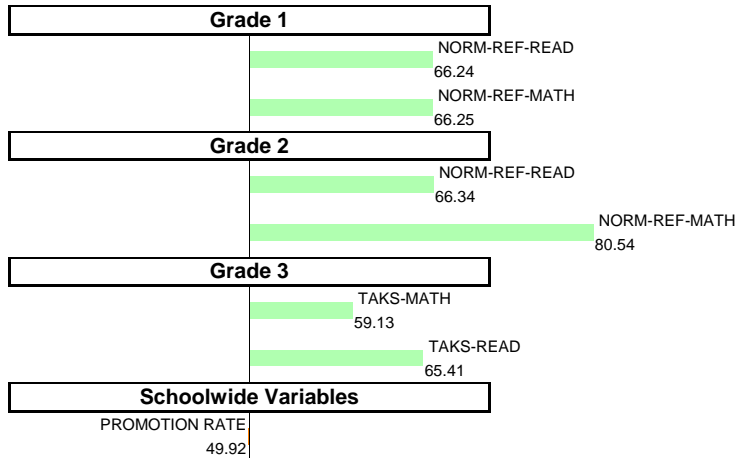 Grade 1
NORM-REF-READ
66.24
NORM-REF-MATH
66.25
Grade 2
NORM-REF-READ
66.34
NORM-REF-MATH
80.54
Grade 3
TAKS-MATH
59.13
TAKS-READ
65.41
Schoolwide Variables
PROMOTION RATE
49.92